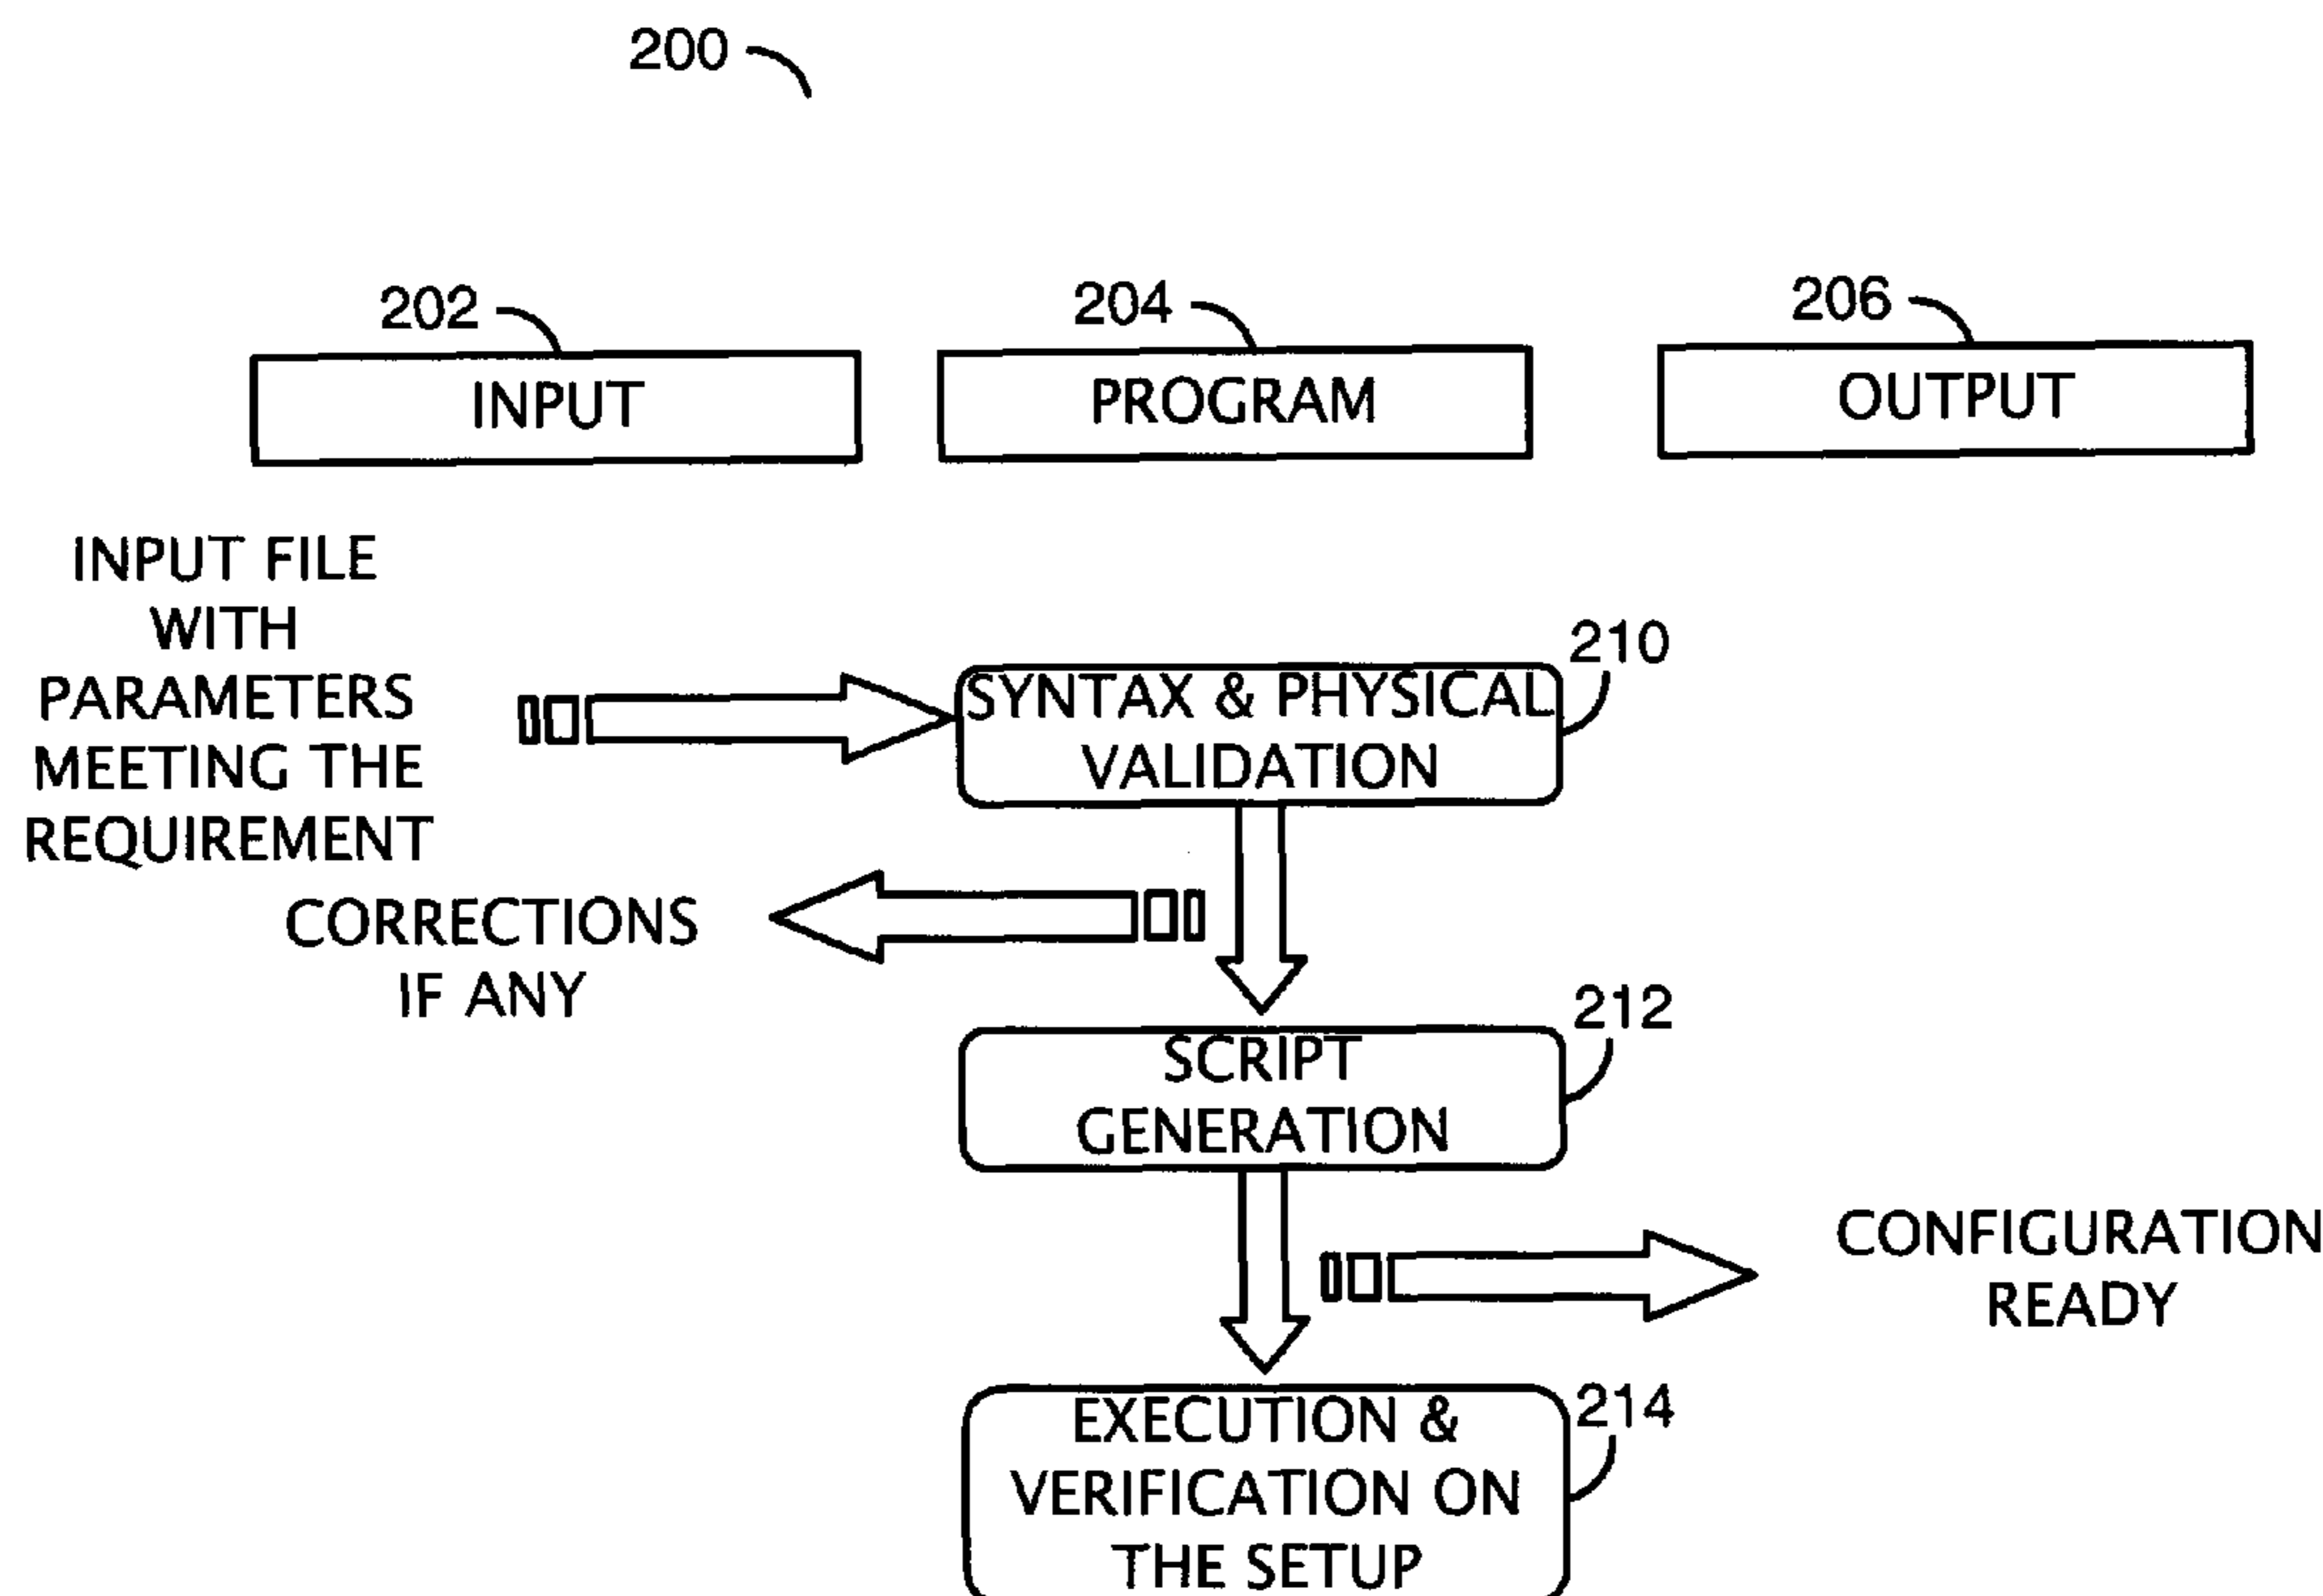 200
202
204
206
INPUT
PROGRAM
OUTPUT
INPUT FILE
WITH
PARAMETERS
MEETING THE
REQUIREMENT
210
SYNTAX & PHYSICAL
VALIDATION
CORRECTIONS
IF ANY
212
SCRIPT
GENERATION
CONFIGURATION
READY
214
EXECUTION &
VERIFICATION ON
THE SETUP